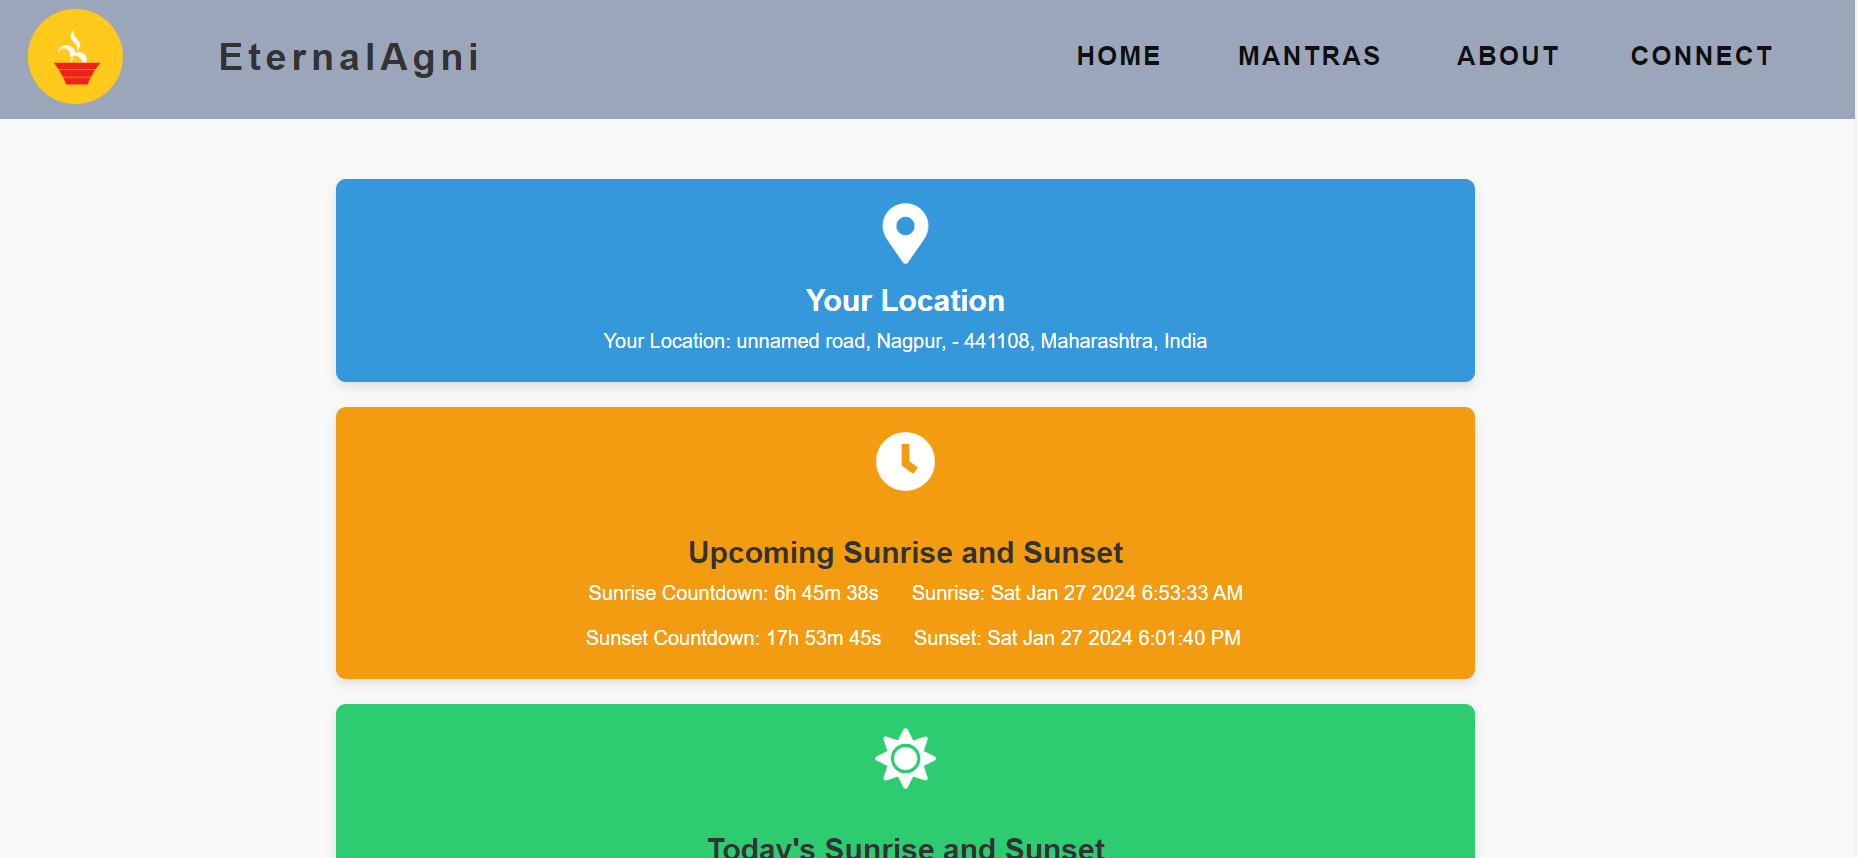 EternalAgni
HOME MANTRAS ABOUT CONNECT
Your Location
Your Location: unnamed road, Nagpur, - 441108, Maharashtra, India
Upcoming Sunrise and Sunset
Sunrise Countdown: 6h 45m 38s Sunrise: Sat Jan 27 2024 6:53:33 AM
Sunset Countdown: 17h 53m 45s Sunset: Sat Jan 27 2024 6:01:40 PM
Today's Sunrise and Sunset